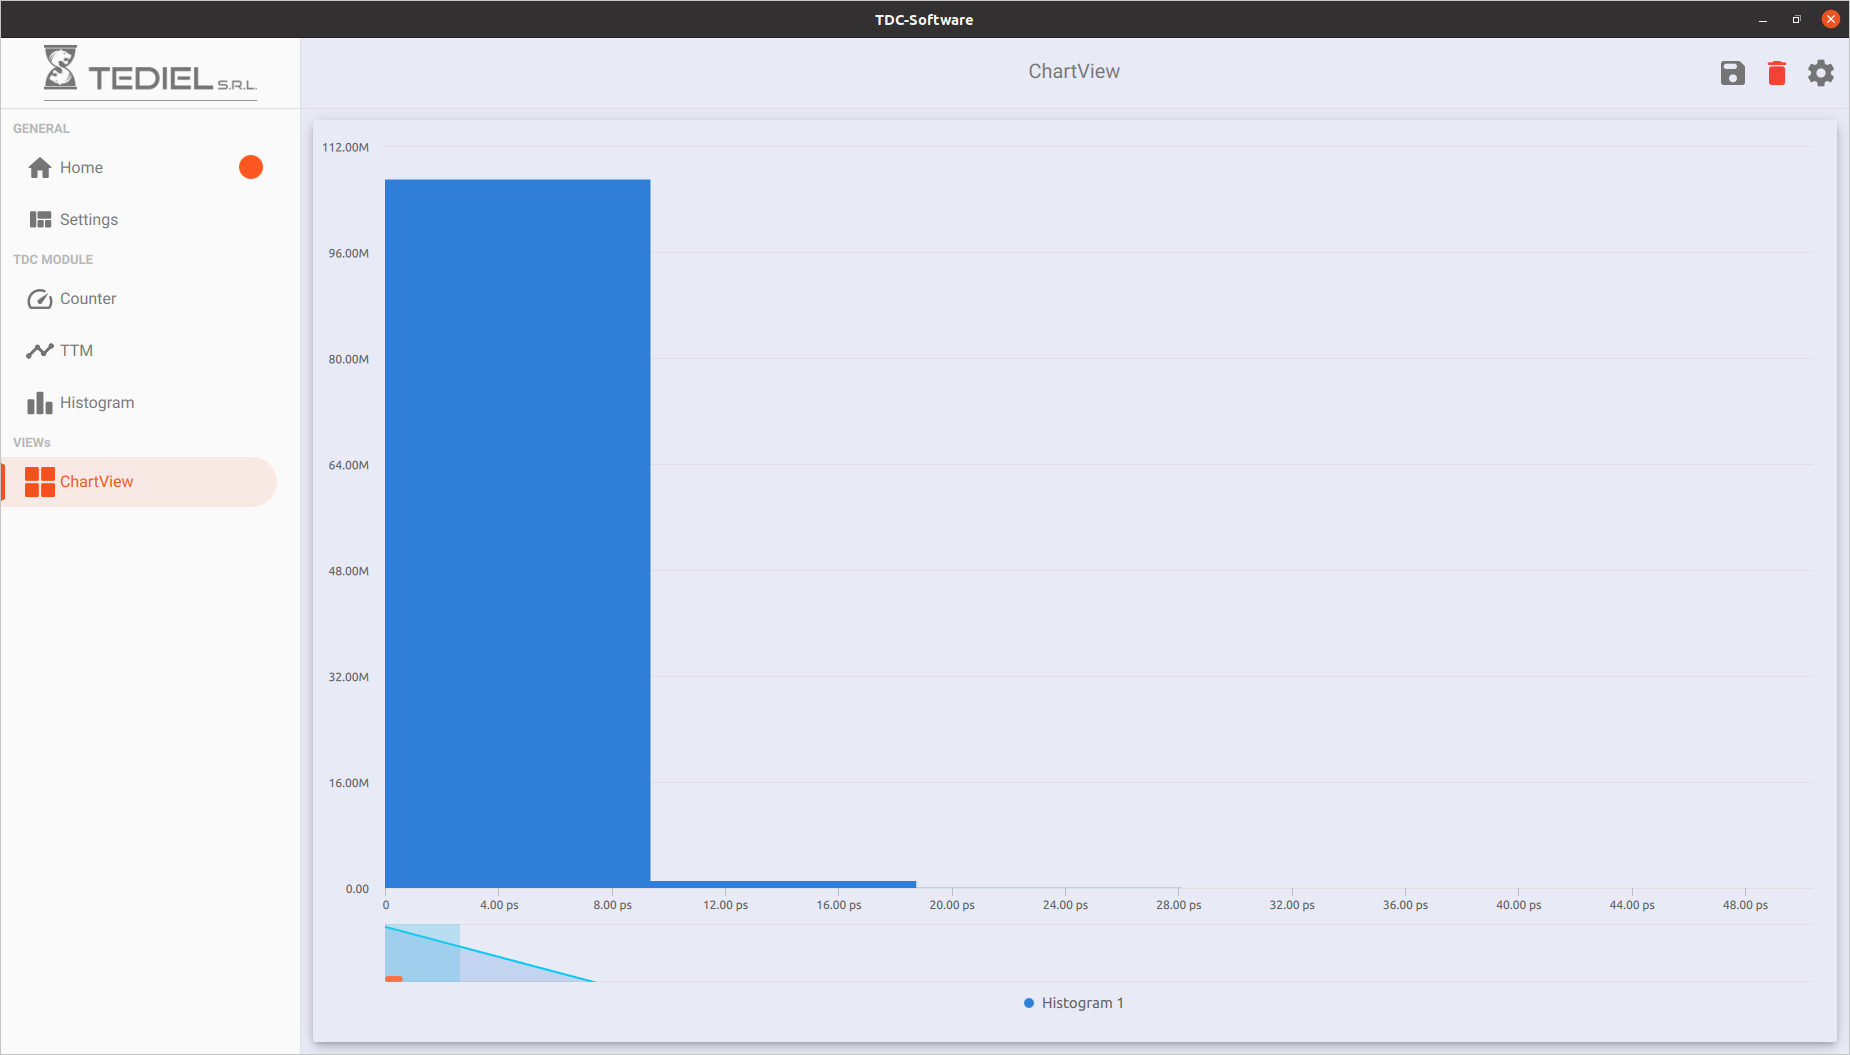 TDC-Software
TEDIEL S.R.L.
ChartView
GENERAL
Home
Settings
TDC MODULE
Counter
TTM
Histogram
VIEWs
ChartView
112.00M
96.00M
80.00M
64.00M
48.00M
32.00M
16.00M
0.00
0 4.00 ps 8.00 ps 12.00 ps 16.00 ps 20.00 ps 24.00 ps 28.00 ps 32.00 ps 36.00 ps 40.00 ps 44.00 ps 48.00 ps
Histogram 1